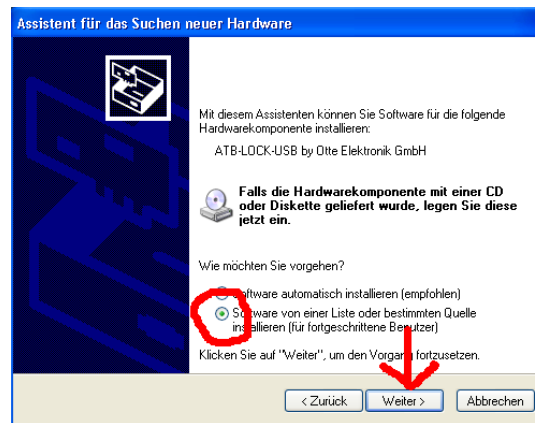 Assistent für das Suchen neuer Hardware
Mit diesem Assistenten können Sie Software für die folgende
Hardwarekomponente installieren:
ATB-LOCK-USB by Otte Elektronik GmbH
Falls die Hardwarekomponente mit einer CD
oder Diskette geliefert wurde, legen Sie diese
jetzt ein.
Wie möchten Sie vorgehen?
Software automatisch installieren (empfohlen)
Software von einer Liste oder bestimmten Quelle
installieren (für fortgeschrittene Benutzer)
Klicken Sie auf "Weiter", um den Vorgang fortzusetzen.
< Zurück
Weiter >
Abbrechen